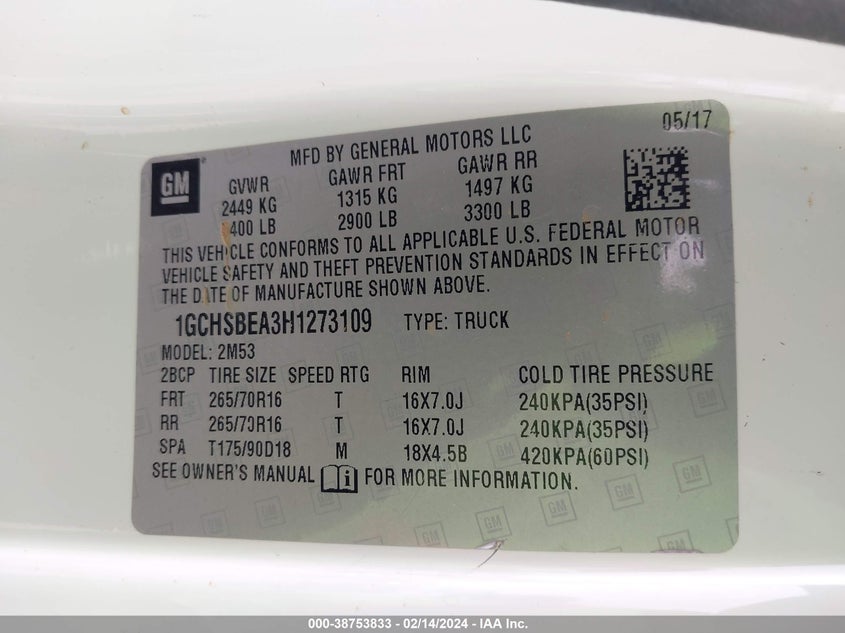 05/17
MFD BY GENERAL MOTORS LLC
GM
GVWR GAWR FRT GAWR RR
2449 KG 1315 KG 1497 KG
400 LB 2900 LB 3300 LB
THIS VEHICLE CONFORMS TO ALL APPLICABLE U.S. FEDERAL MOTOR
VEHICLE SAFETY AND THEFT PREVENTION STANDARDS IN EFFECT ON
THE DATE OF MANUFACTURE SHOWN ABOVE.
1GCHSBEA3H1273109 TYPE: TRUCK
MODEL: 2M53
2BCP TIRE SIZE SPEED RTG RIM COLD TIRE PRESSURE
FRT 265/70R16 T 16X7.0J 240KPA(35PSI)
RR 265/70R16 T 16X7.0J 240KPA(35PSI)
SPA T175/90D18 M 18X4.5B 420KPA(60PSI)
SEE OWNER'S MANUAL i FOR MORE INFORMATION.
000-38753833 - 02/14/2024 - IAA Inc.